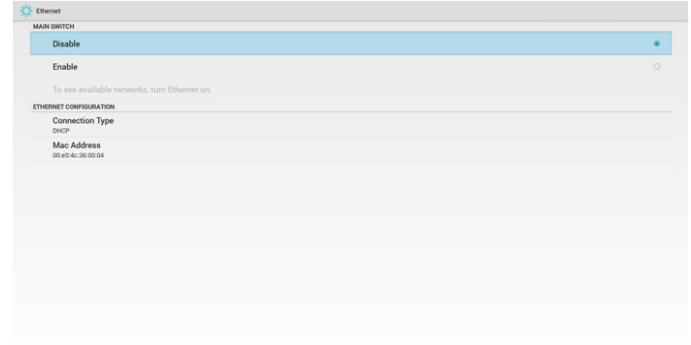 Ethernet
MAIN SWITCH
Disable
Enable
To see available networks, turn Ethernet on.
ETHERNET CONFIGURATION
Connection Type
DHCP
Mac Address
00:e0:4c:36:00:04